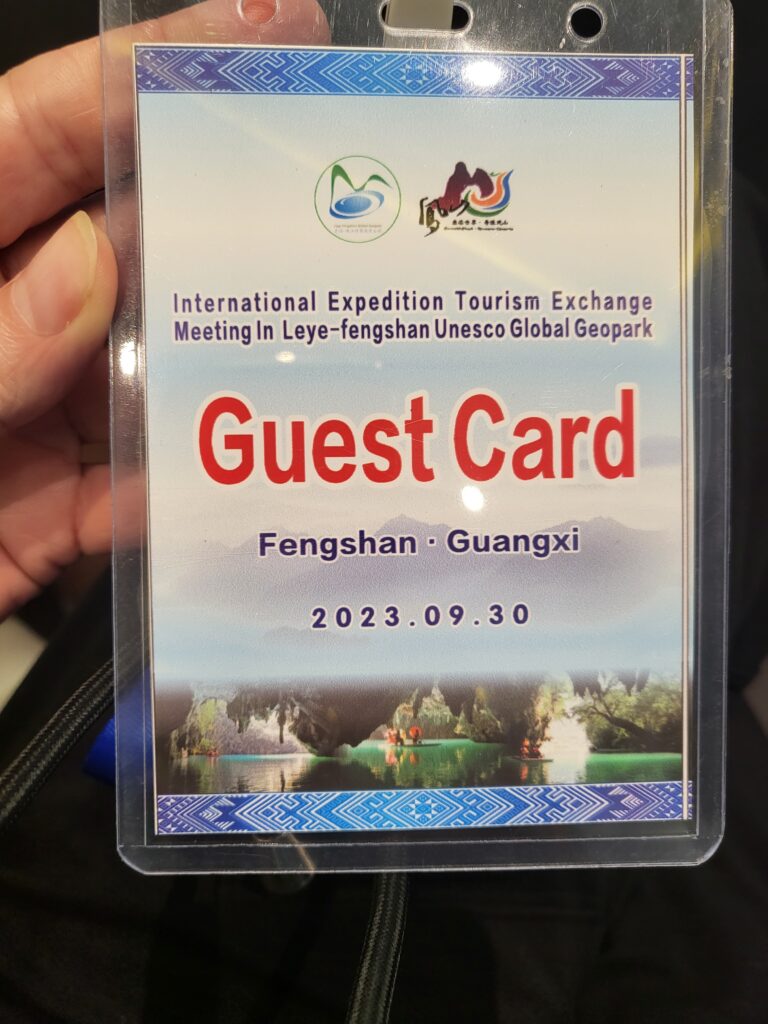 International Expedition Tourism Exchange
Meeting In Leye-fengshan Unesco Global Geopark
Guest Card
Fengshan · Guangxi
2023.09.30